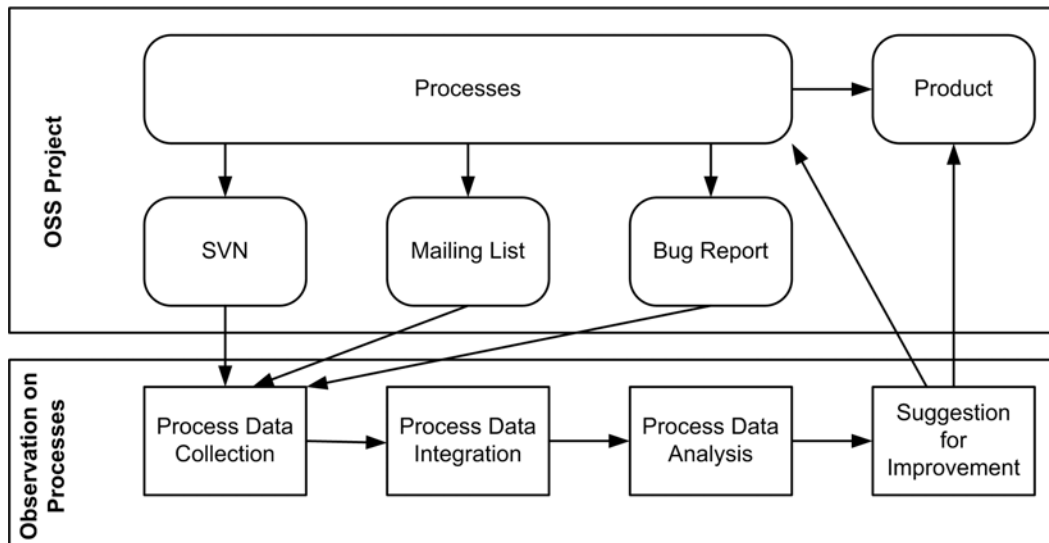 OSS Project
Processes
Product
SVN
Mailing List
Bug Report
Observation on
Processes
Process Data
Collection
Process Data
Integration
Process Data
Analysis
Suggestion
for
Improvement